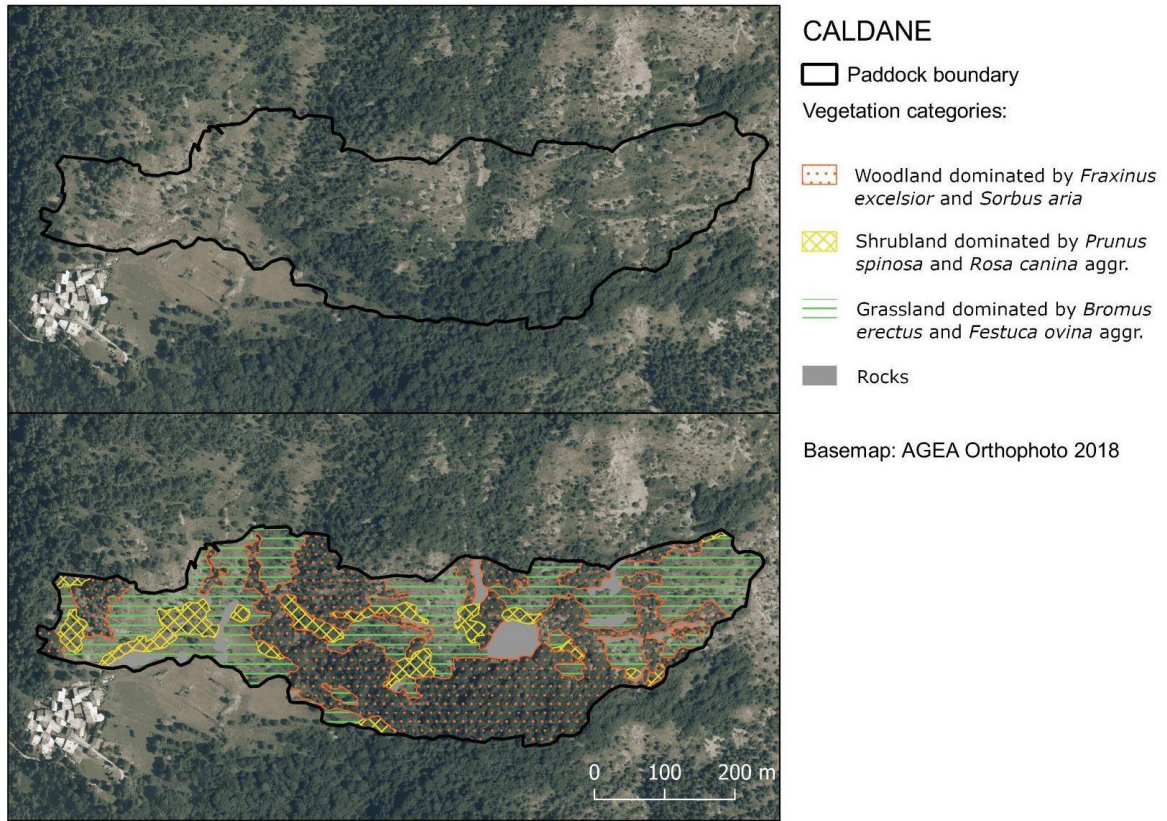 CALDANE
Paddock boundary
Vegetation categories:
Woodland dominated by Fraxinus
excelsior and Sorbus aria
Shrubland dominated by Prunus
spinosa and Rosa canina aggr.
Grassland dominated by Bromus
erectus and Festuca ovina aggr.
Rocks
Basemap: AGEA Orthophoto 2018
0 100 200 m